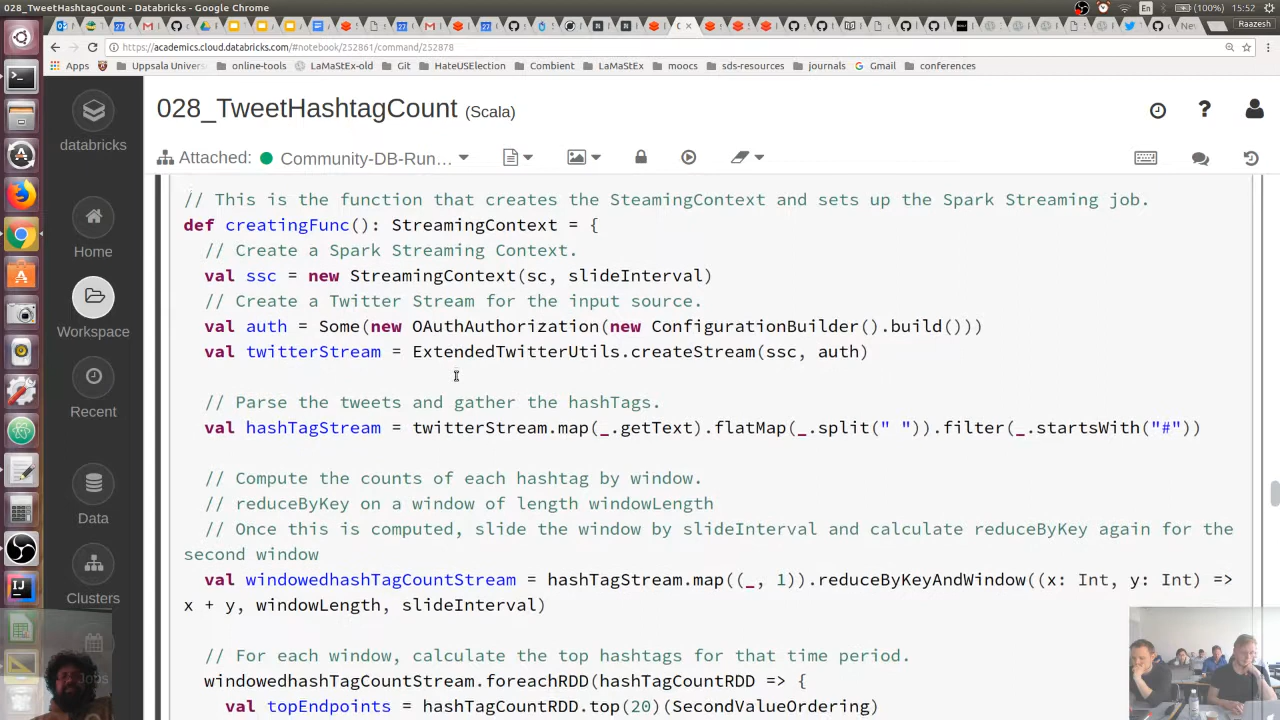 028_TweetHashtagCount - Databricks - Google Chrome
(100%) 15:52
Raazesh
https://academics.cloud.databricks.com/#notebook/252861/command/252878
Apps Uppsala Univers online-tools LaMaStEx-old Git HateUSElection Combient LaMaStEx moocs sds-resources journals Gmail conferences
028_TweetHashtagCount (Scala)
databricks
Attached: Community-DB-Run…
Home
Workspace
Recent
Data
Clusters
Jobs
// This is the function that creates the SteamingContext and sets up the Spark Streaming job.
def creatingFunc(): StreamingContext = {
// Create a Spark Streaming Context.
val ssc = new StreamingContext(sc, slideInterval)
// Create a Twitter Stream for the input source.
val auth = Some(new OAuthAuthorization(new ConfigurationBuilder().build()))
val twitterStream = ExtendedTwitterUtils.createStream(ssc, auth)
// Parse the tweets and gather the hashTags.
val hashTagStream = twitterStream.map(_.getText).flatMap(_.split(" ")).filter(_.startsWith("#"))
// Compute the counts of each hashtag by window.
// reduceByKey on a window of length windowLength
// Once this is computed, slide the window by slideInterval and calculate reduceByKey again for the
second window
val windowedhashTagCountStream = hashTagStream.map((_, 1)).reduceByKeyAndWindow((x: Int, y: Int) =>
x + y, windowLength, slideInterval)
// For each window, calculate the top hashtags for that time period.
windowedhashTagCountStream.foreachRDD(hashTagCountRDD => {
val topEndpoints = hashTagCountRDD.top(20)(SecondValueOrdering)